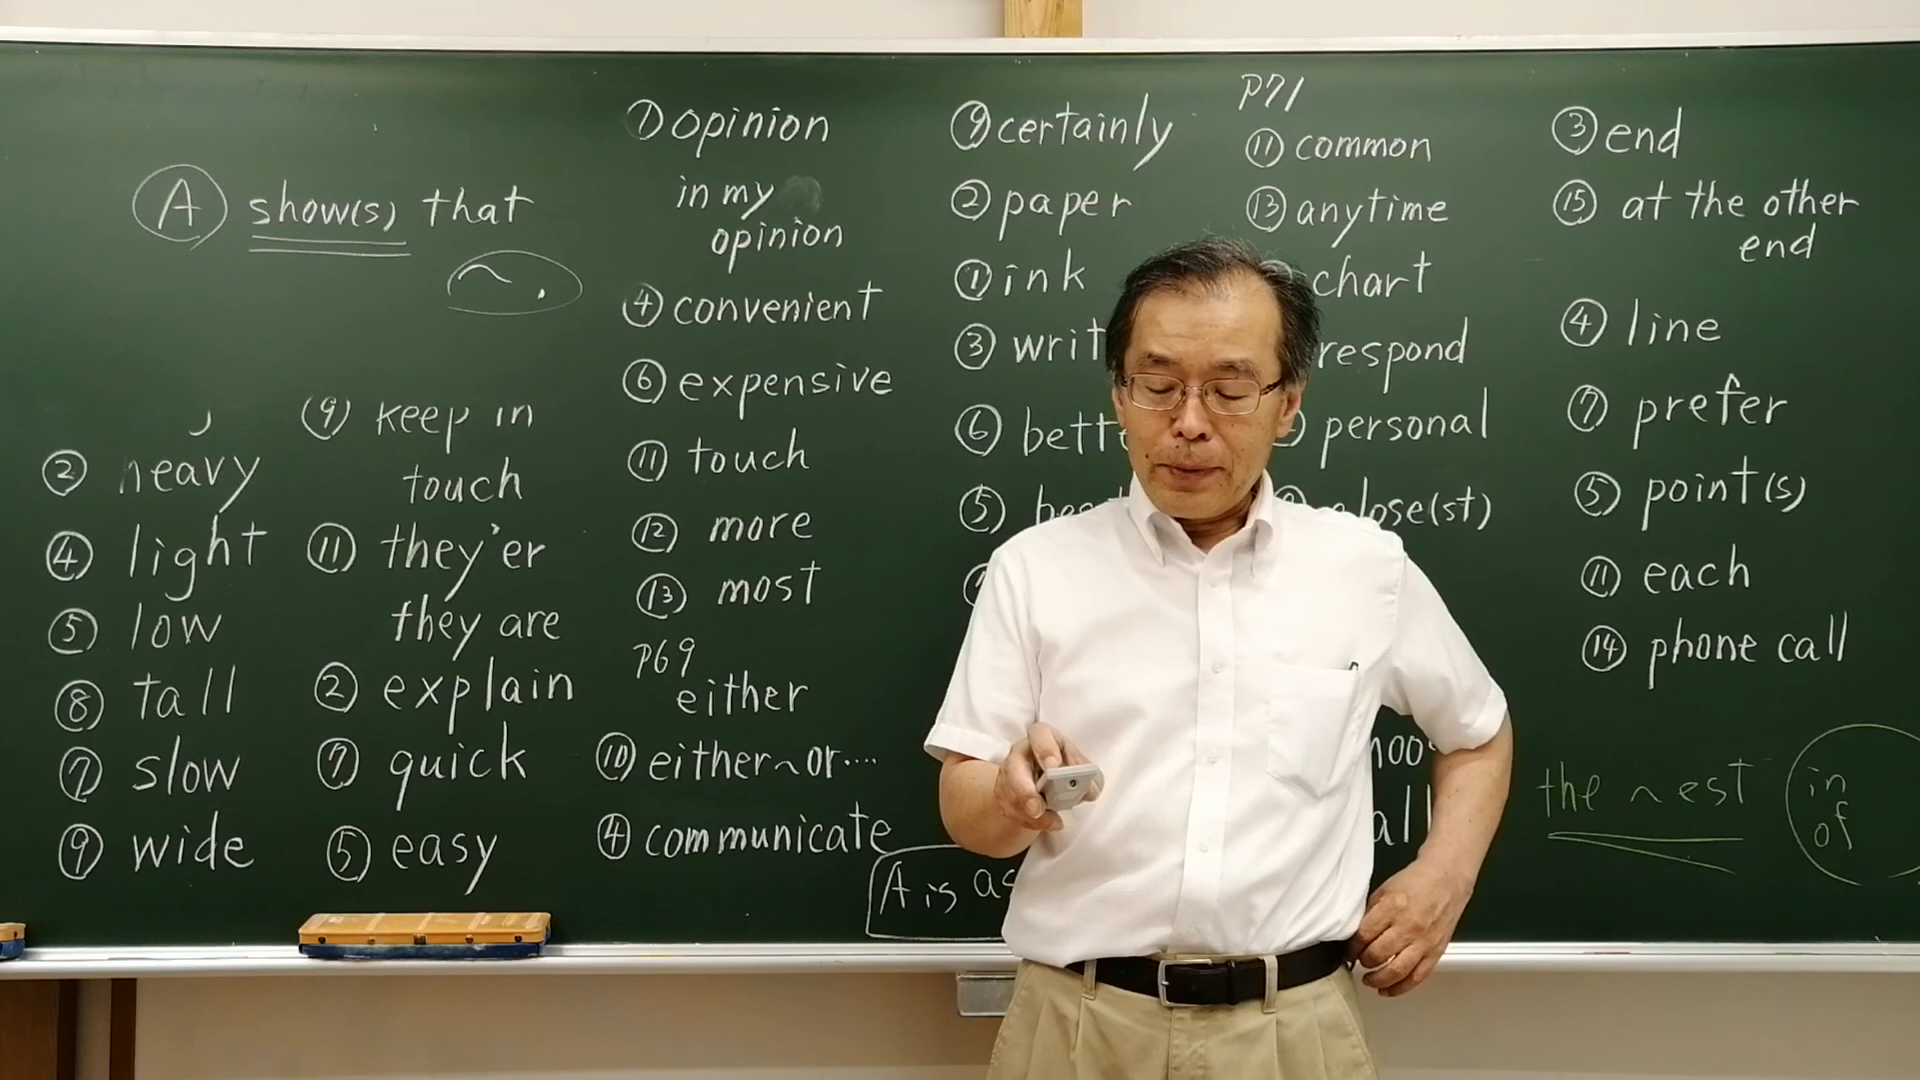 Ⓐ show(s) that
～.
② heavy
④ light
⑤ low
⑧ tall
⑦ slow
⑨ wide
⑨ keep in
touch
⑪ they'er
they are
② explain
⑦ quick
⑤ easy
① opinion
in my
opinion
④ convenient
⑥ expensive
⑪ touch
⑫ more
⑬ most
P69
either
⑩ either~or....
④ communicate
⑨ certainly
② paper
① ink
③ writ
⑥ bett
⑤
A is as
P71
⑪ common
⑬ anytime
chart
respond
personal
close(st)
all
③ end
⑮ at the other
end
④ line
⑦ prefer
⑤ point(s)
⑪ each
⑭ phone call
the ~est
in
of